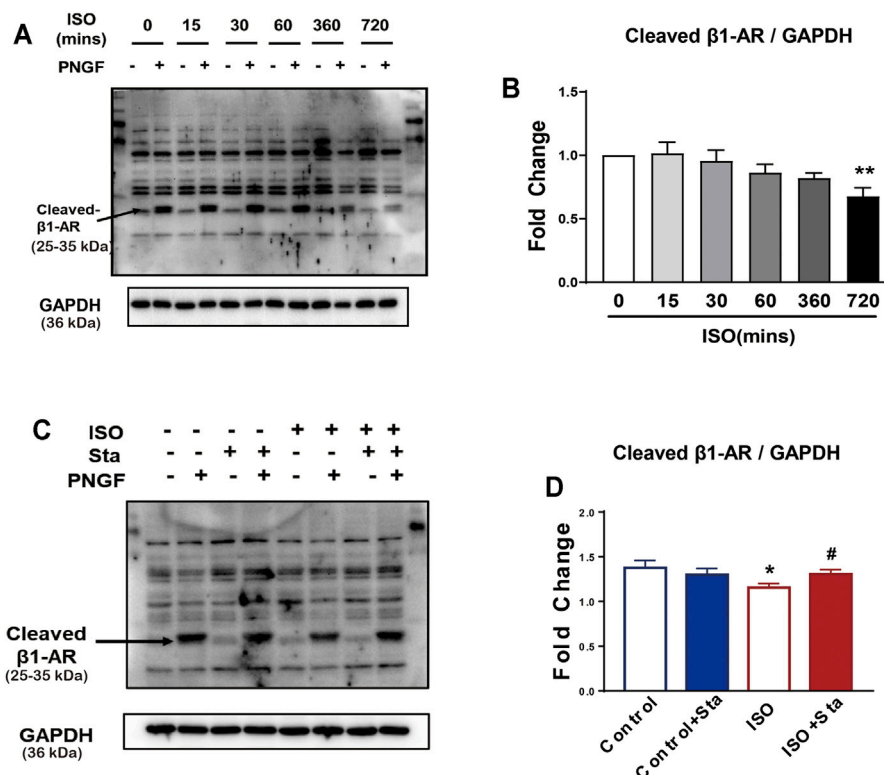 A
ISO (mins) 0 15 30 60 360 720
PNGF - + - + - + - + - + - +
Cleaved-
β1-AR
(25-35 kDa)
GAPDH
(36 kDa)
B
Cleaved β1-AR / GAPDH
Fold Change
1.5
1.0
0.5
0.0
**
0 15 30 60 360 720
ISO(mins)
C
ISO - - - - + + + +
Sta - - + + - - + +
PNGF - + - + - + - +
Cleaved
β1-AR
(25-35 kDa)
GAPDH
(36 kDa)
D
Cleaved β1-AR / GAPDH
Fold Change
2.0
1.5
1.0
0.5
0.0
* #
Control Control+Sta ISO ISO+Sta